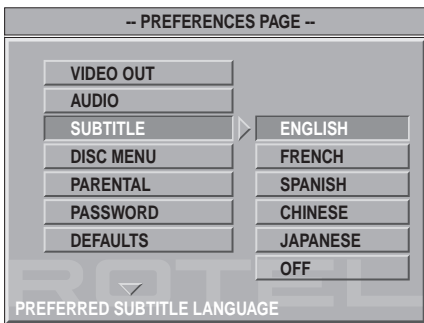 -- PREFERENCES PAGE --
VIDEO OUT
AUDIO
SUBTITLE
DISC MENU
PARENTAL
PASSWORD
DEFAULTS
ENGLISH
FRENCH
SPANISH
CHINESE
JAPANESE
OFF
ROTEL
PREFERRED SUBTITLE LANGUAGE